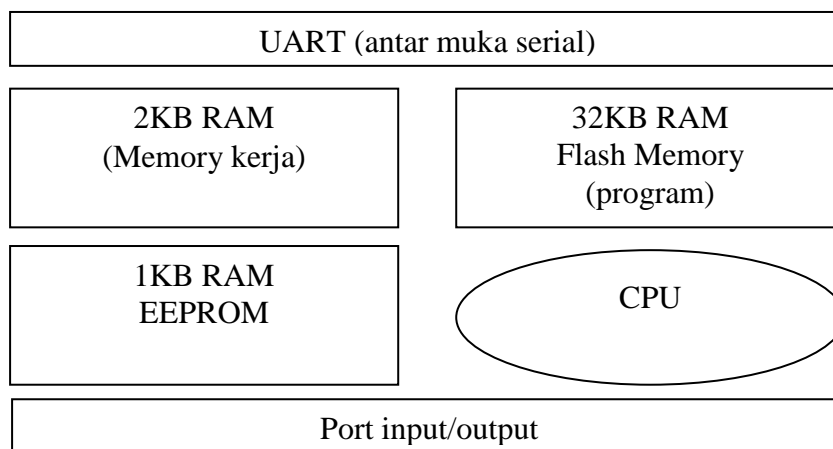 UART (antar muka serial)
2KB RAM
(Memory kerja)
32KB RAM
Flash Memory
(program)
1KB RAM
EEPROM
CPU
Port input/output